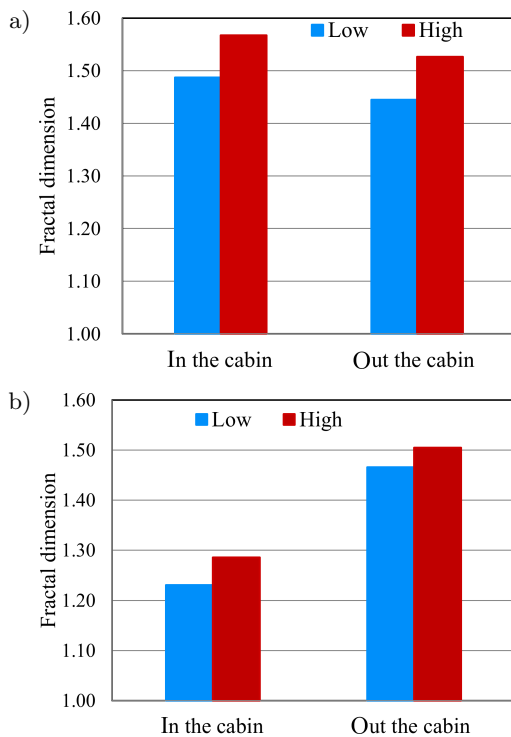 a)
Low High
Fractal dimension
1.60
1.50
1.40
1.30
1.20
1.10
1.00
In the cabin Out the cabin
b)
Low High
Fractal dimension
1.60
1.50
1.40
1.30
1.20
1.10
1.00
In the cabin Out the cabin